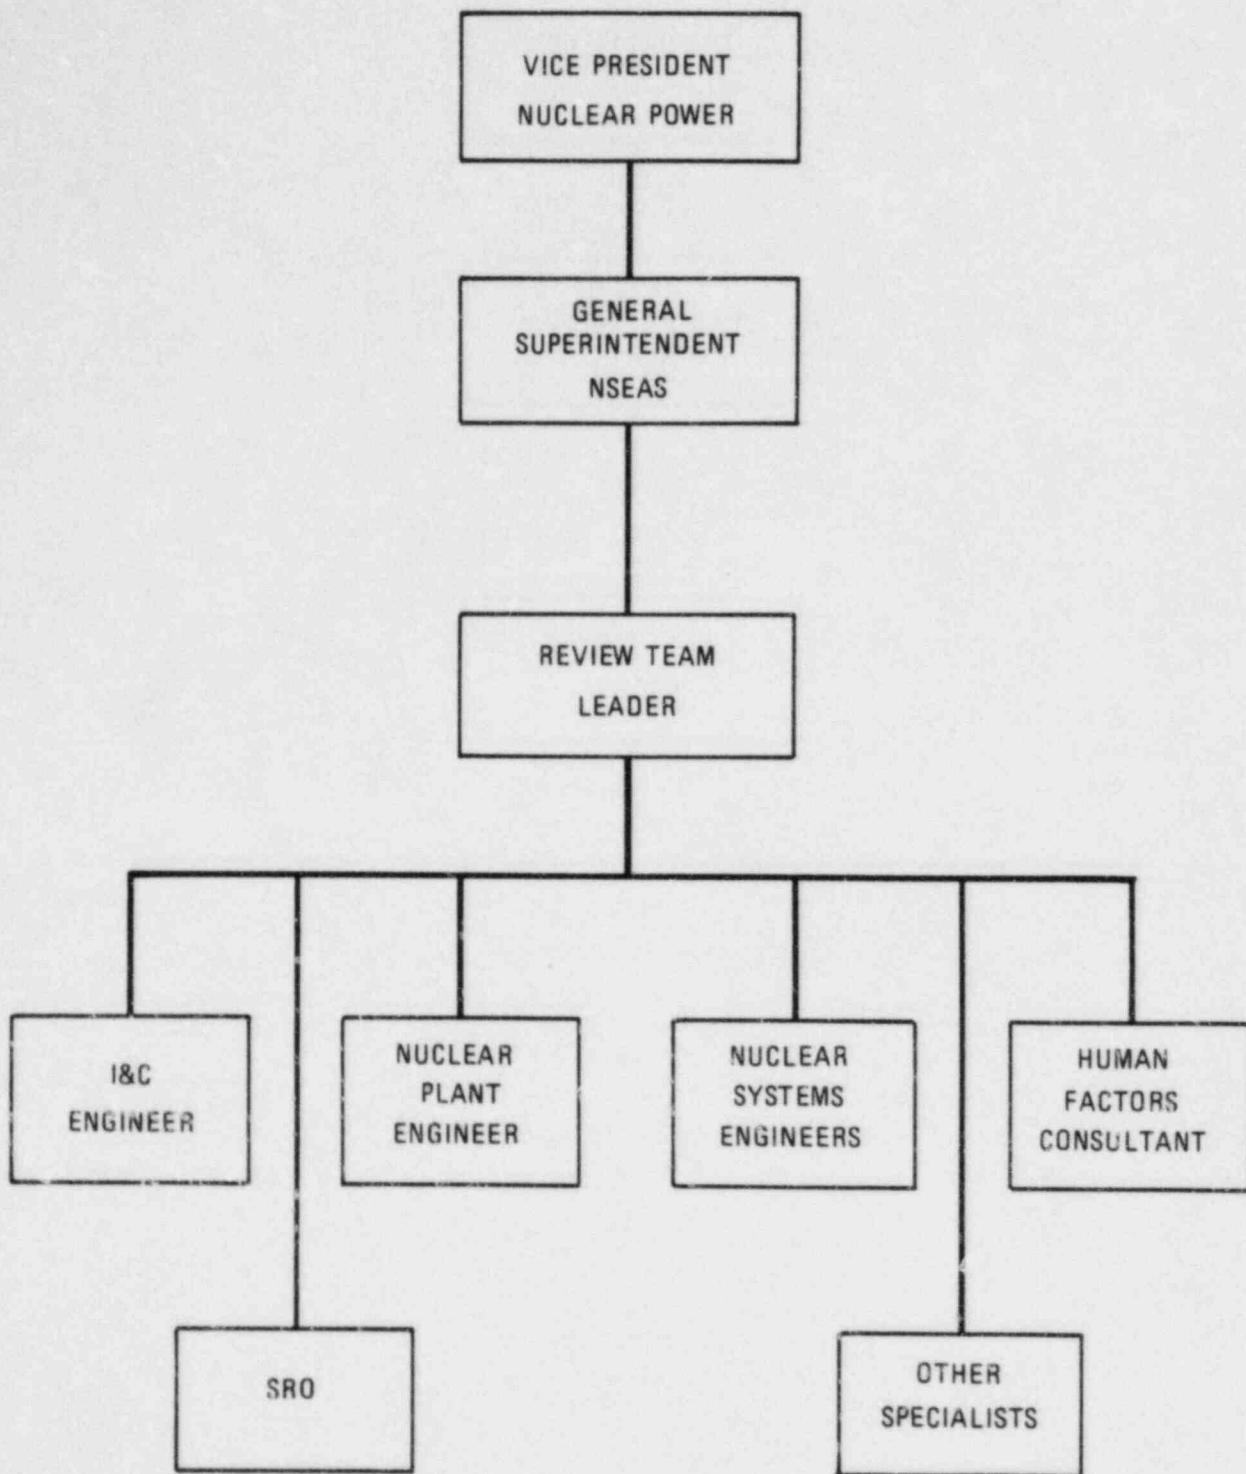 VICE PRESIDENT
NUCLEAR POWER
GENERAL
SUPERINTENDENT
NSEAS
REVIEW TEAM
LEADER
I&C
ENGINEER
NUCLEAR
PLANT
ENGINEER
NUCLEAR
SYSTEMS
ENGINEERS
HUMAN
FACTORS
CONSULTANT
SRO
OTHER
SPECIALISTS